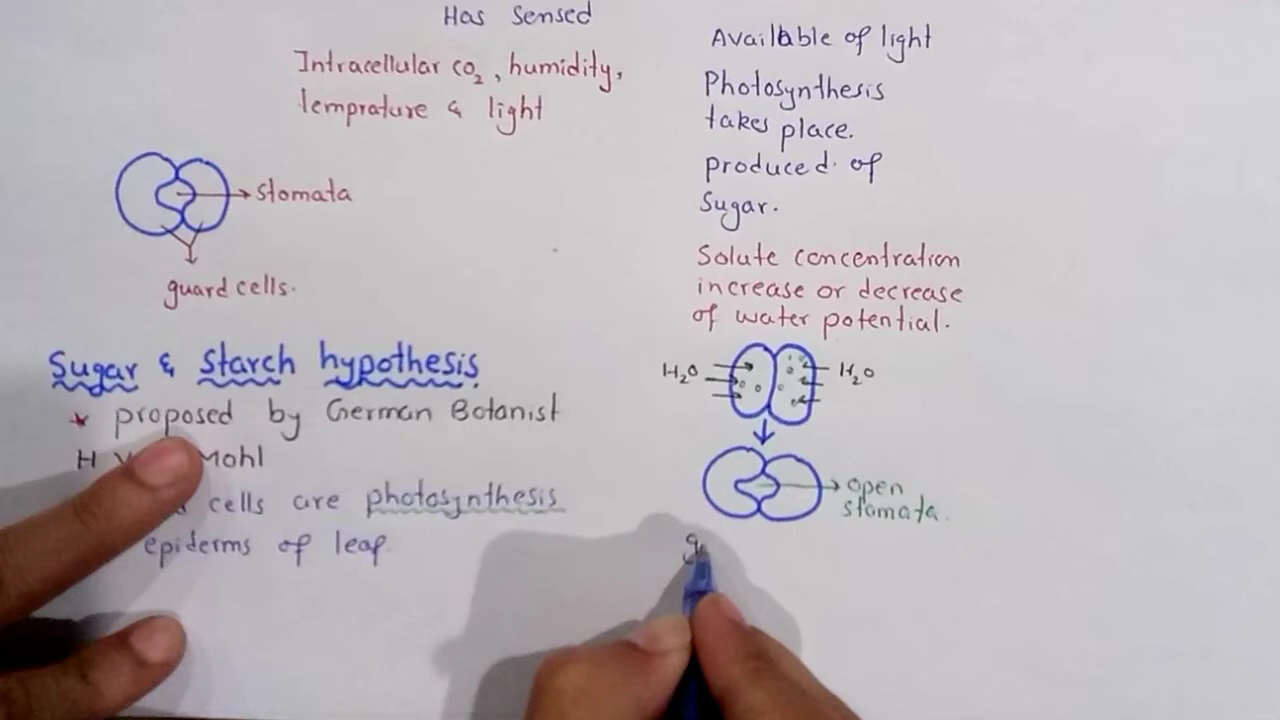 Has Sensed
Intracellular CO₂, humidity,
temprature & light
stomata
guard cells.
Sugar & Starch hypothesis
* proposed by German Botanist
H Mohl
cells are photosynthesis
epiderms of leaf
Available of light
Photosynthesis
takes place.
produced of
Sugar.
Solute concentration
increase or decrease
of water potential.
H₂O H₂O
open
stomata.